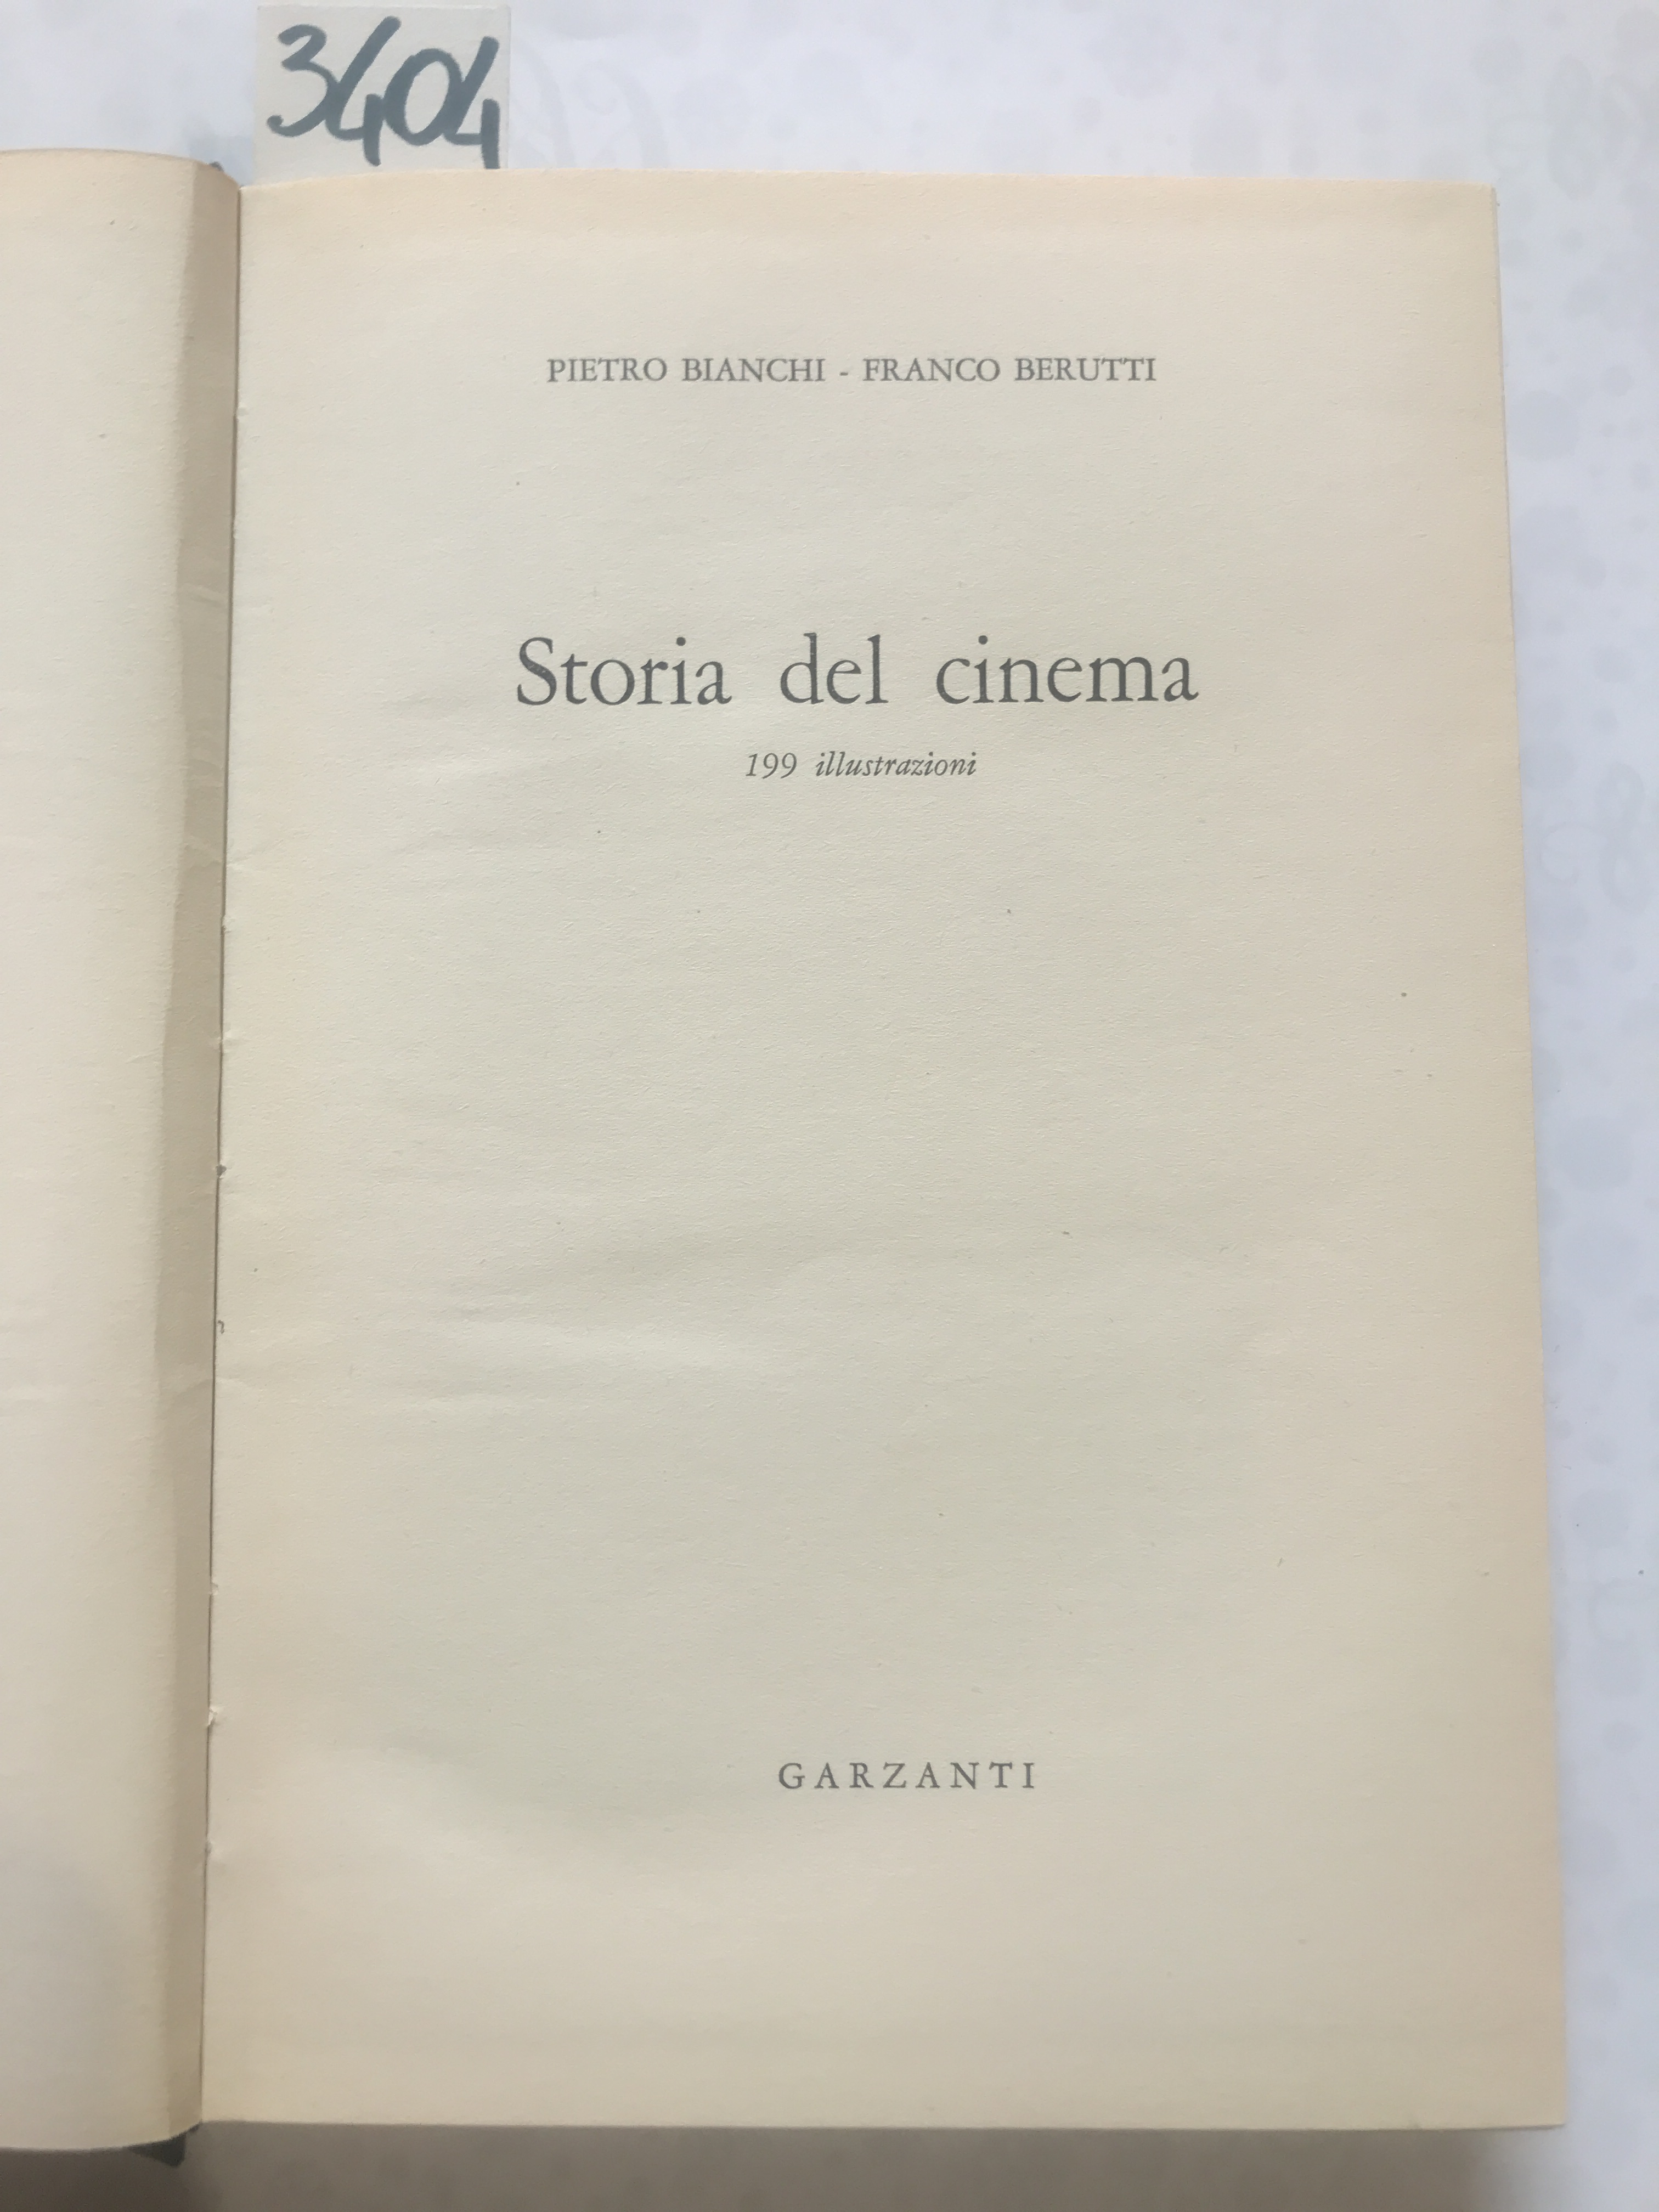 3404
PIETRO BIANCHI - FRANCO BERUTTI
Storia del cinema
199 illustrazioni
GARZANTI